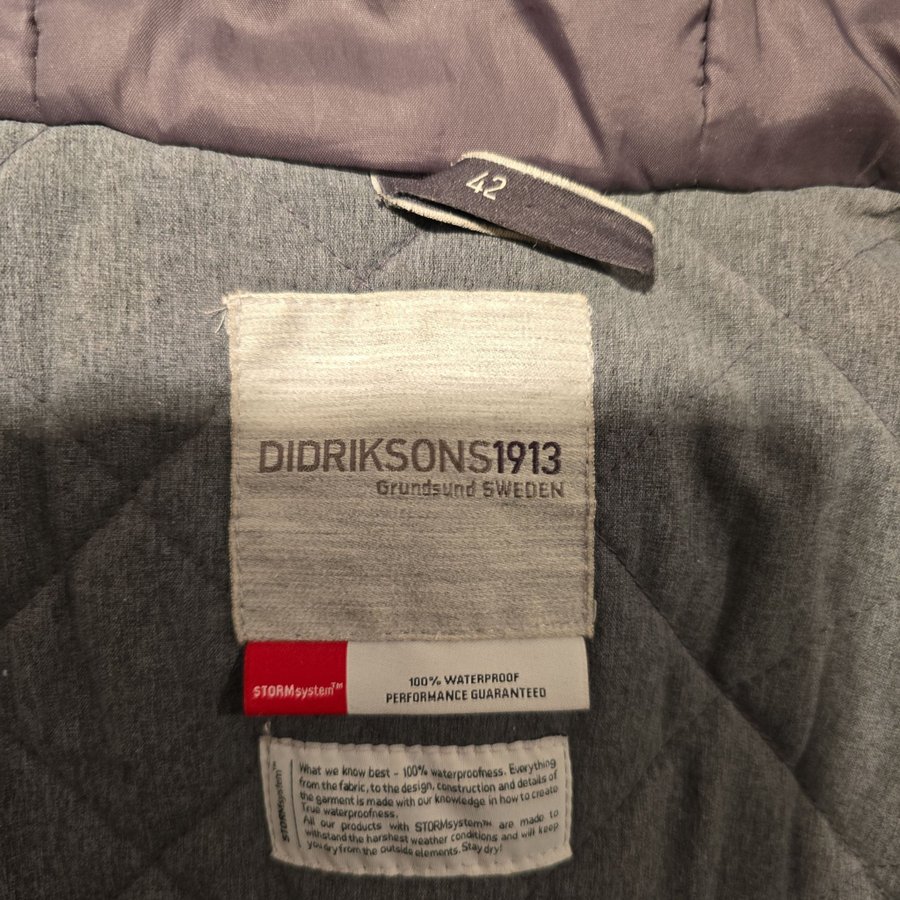 42
DIDRIKSONS1913
Grundsund SWEDEN
STORMsystem™
100% WATERPROOF
PERFORMANCE GUARANTEED
STORMsystem™
What we know best - 100% waterproofness. Everything
from the fabric, to the design, construction and details of
the garment is made with our knowledge in how to create
True waterproofness.
All our products with STORMsystem™ are made to
withstand the harshest weather conditions and will keep
you dry from the outside elements. Stay dry!